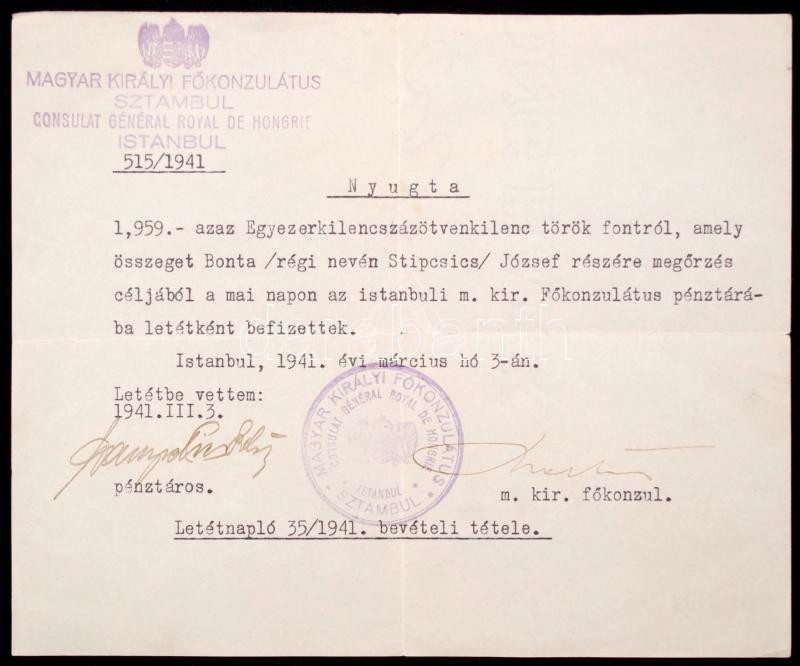 MAGYAR KIRÁLYI FŐKONZULÁTUS
SZTAMBUL
CONSULAT GÉNÉRAL ROYAL DE HONGRIE
ISTANBUL
515/1941
Nyugta
1,959.- azaz Egyezerkilencszázötvenkilenc török fontról, amely
összeget Bonta /régi nevén Stipcsics/ József részére megőrzés
céljából a mai napon az istanbuli m. kir. Főkonzulátus pénztárá-
ba letétként befizettek.
darabanth
Istanbul, 1941. évi március hó 3-án.
Letétbe vettem:
1941.III.3.
MAGYAR KIRÁLYI FŐKONZULÁTUS
CONSULAT GÉNÉRAL ROYAL DE HONGRIE
ISTANBUL
SZTAMBUL
pénztáros.
m. kir. főkonzul.
Letétnapló 35/1941. bevételi tétele.